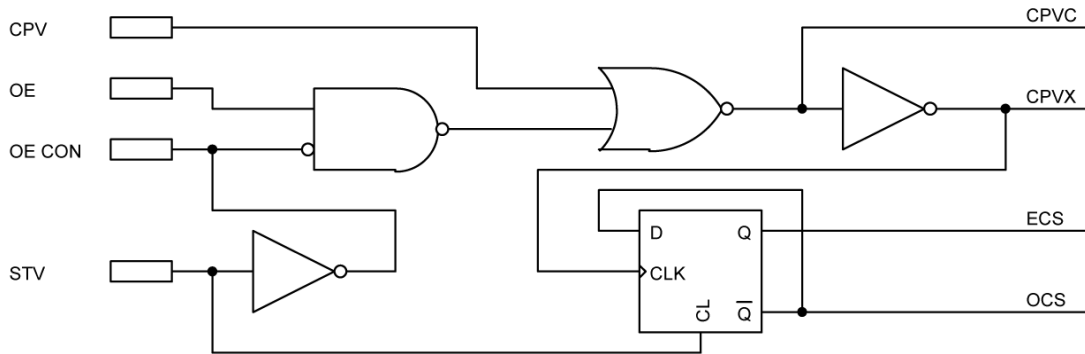 CPV
CPVC
OE
CPVX
OE CON
D
Q
ECS
STV
CLK
CL
Q̅
OCS